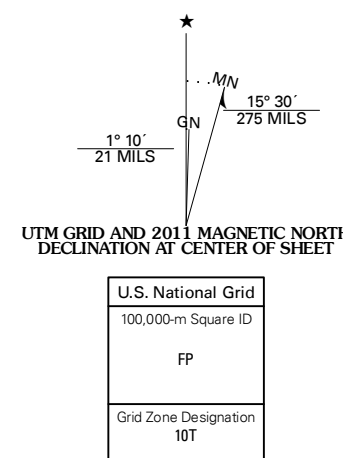 MN
15° 30´
275 MILS
GN
1° 10´
21 MILS
UTM GRID AND 2011 MAGNETIC NORTH
DECLINATION AT CENTER OF SHEET
U.S. National Grid
100,000-m Square ID
FP
Grid Zone Designation
10T